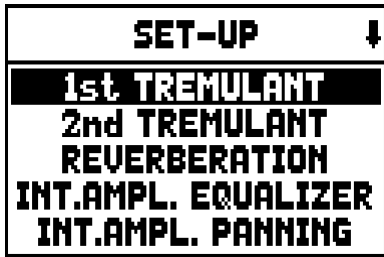 SET-UP
1st TREMULANT
2nd TREMULANT
REVERBERATION
INT.AMPL. EQUALIZER
INT.AMPL. PANNING